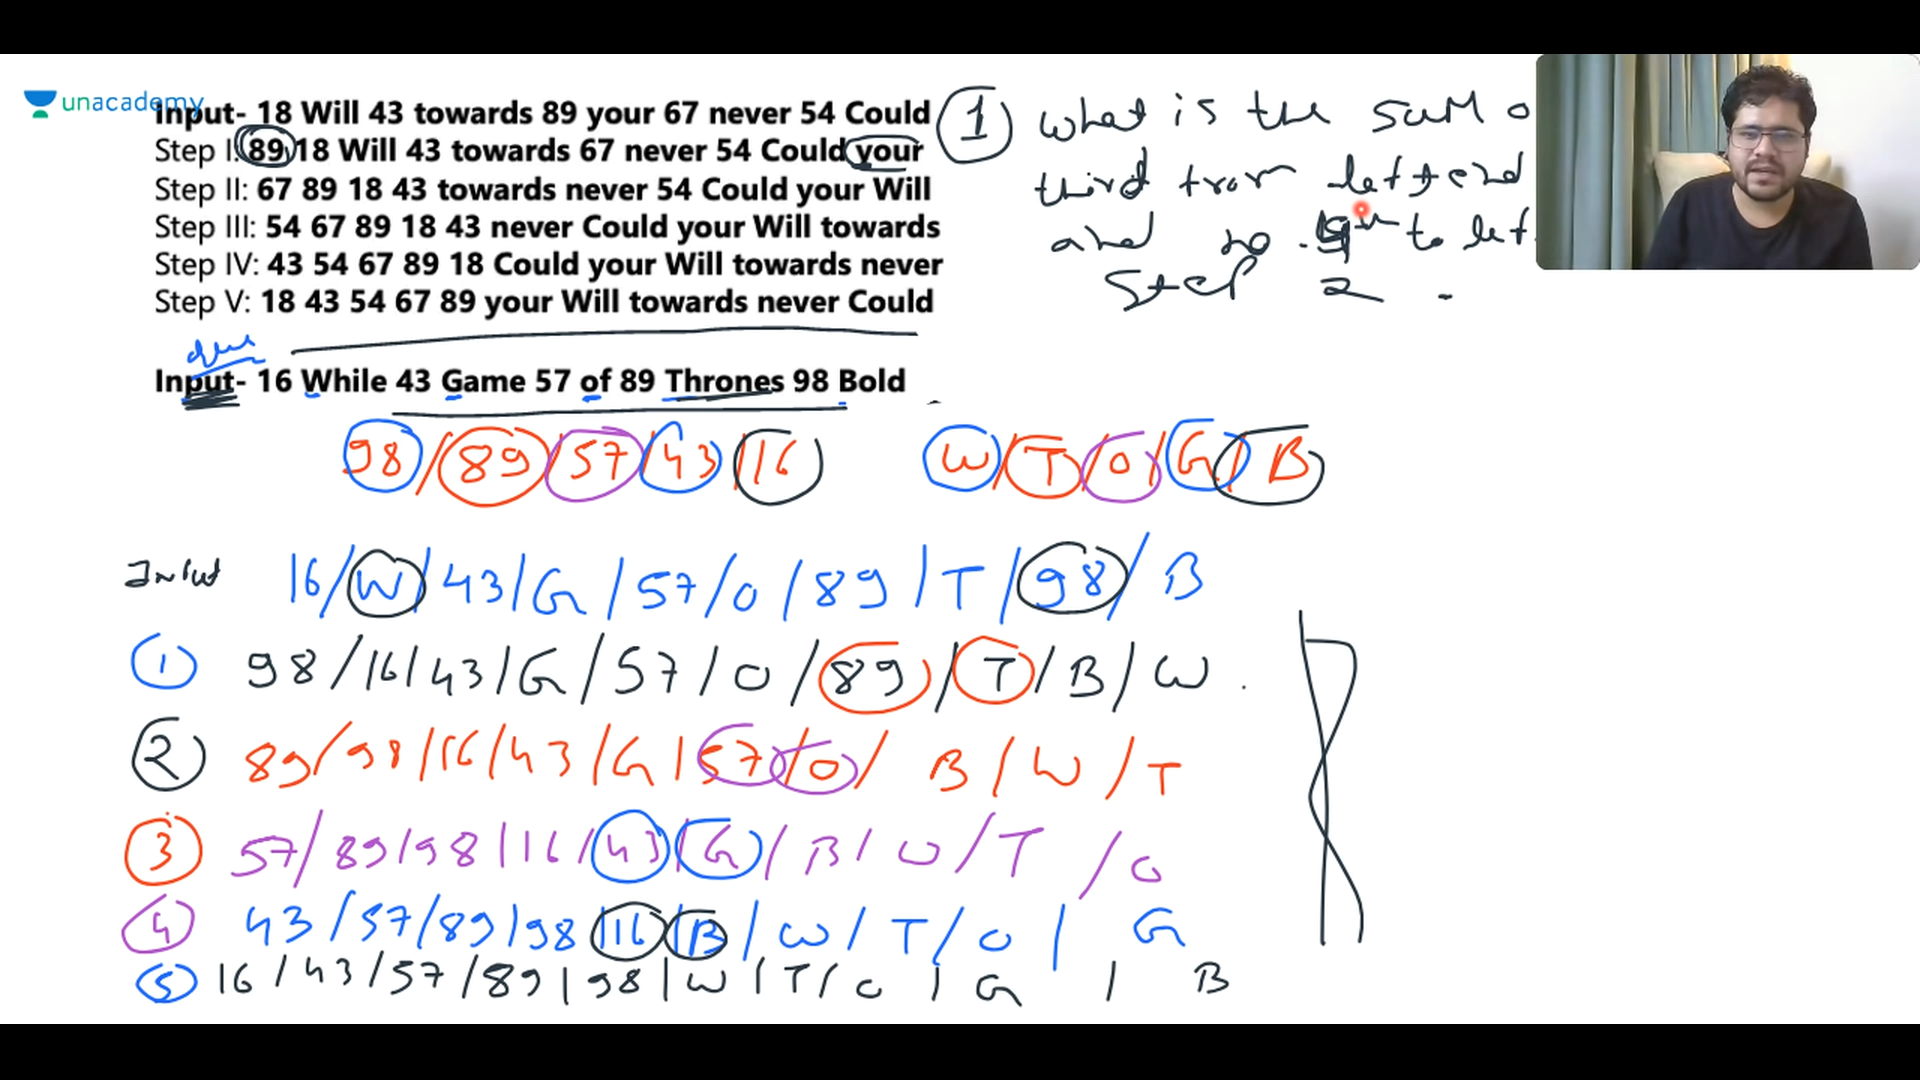 unacademy
Input- 18 Will 43 towards 89 your 67 never 54 Could
Step I: 89 18 Will 43 towards 67 never 54 Could your
Step II: 67 89 18 43 towards never 54 Could your Will
Step III: 54 67 89 18 43 never Could your Will towards
Step IV: 43 54 67 89 18 Could your Will towards never
Step V: 18 43 54 67 89 your Will towards never Could
1 what is the sum o
third from left end
and no. to left
step 2 -
Input- 16 While 43 Game 57 of 89 Thrones 98 Bold
98/89/57/43/16 W/T/O/G/B
Input 16/W/43/G/57/O/89/T/98/B
1 98/16/43/G/57/O/89/T/B/W
2 89/98/16/43/G/57/O/B/W/T
3 57/89/98/16/43/G/B/W/T/O
4 43/57/89/98/16/B/W/T/O/G
5 16/43/57/89/98/W/T/O/G/B